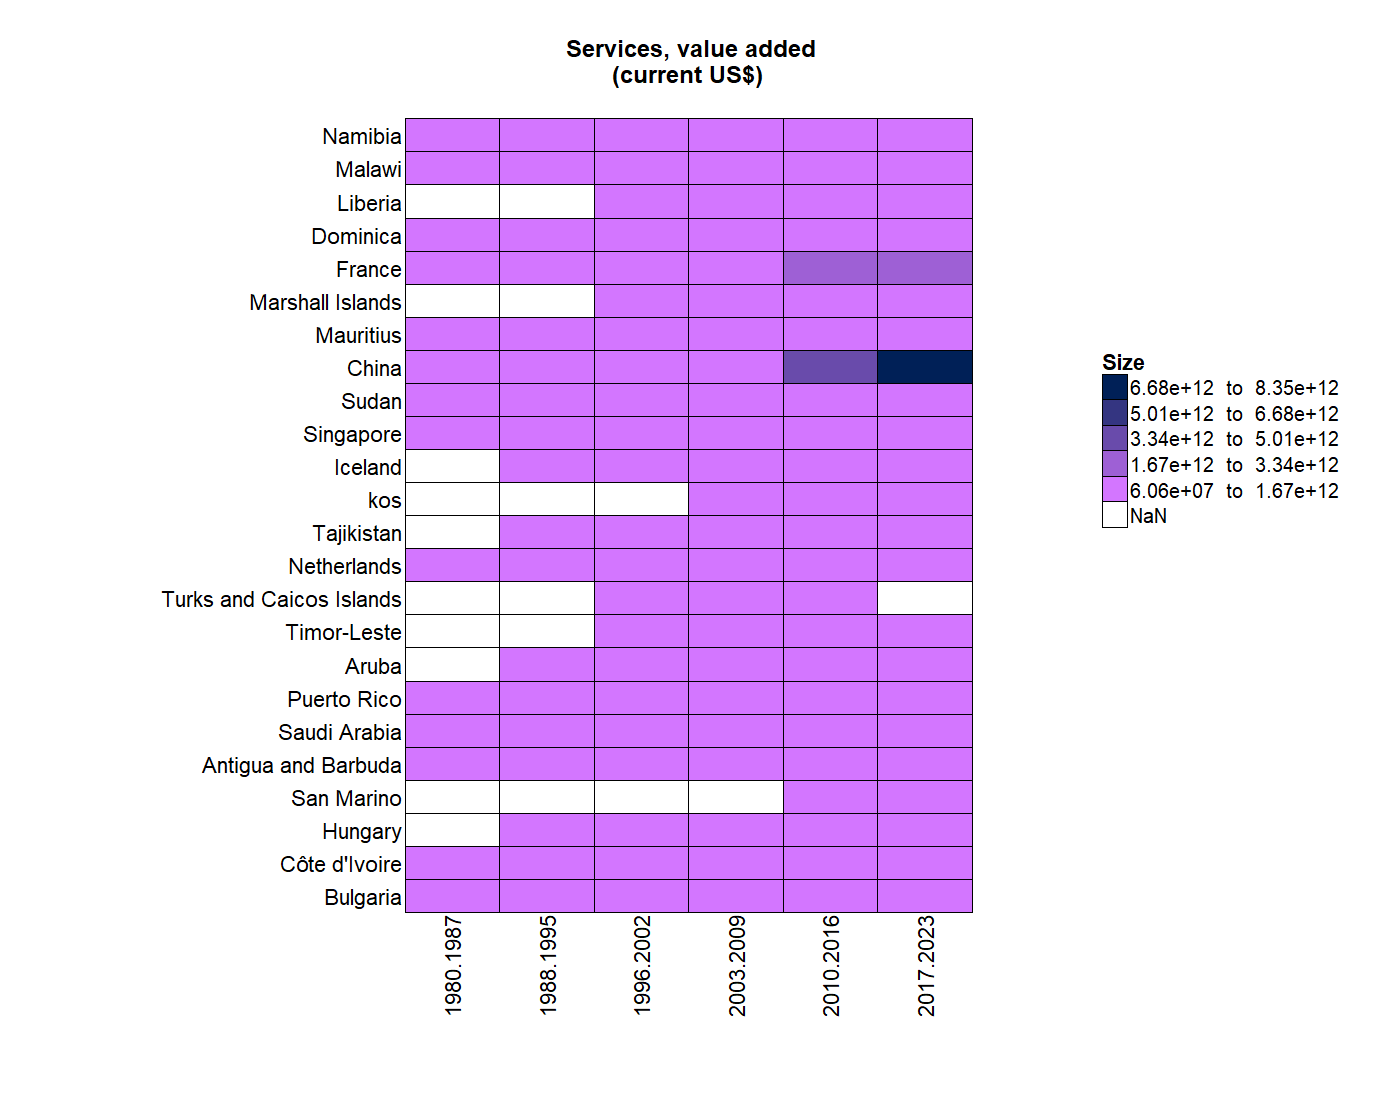 Services, value added
(current US$)
Namibia
Malawi
Liberia
Dominica
France
Marshall Islands
Mauritius
China
Sudan
Singapore
Iceland
kos
Tajikistan
Netherlands
Turks and Caicos Islands
Timor-Leste
Aruba
Puerto Rico
Saudi Arabia
Antigua and Barbuda
San Marino
Hungary
Côte d'Ivoire
Bulgaria
1980.1987
1988.1995
1996.2002
2003.2009
2010.2016
2017.2023
Size
6.68e+12 to 8.35e+12
5.01e+12 to 6.68e+12
3.34e+12 to 5.01e+12
1.67e+12 to 3.34e+12
6.06e+07 to 1.67e+12
NaN